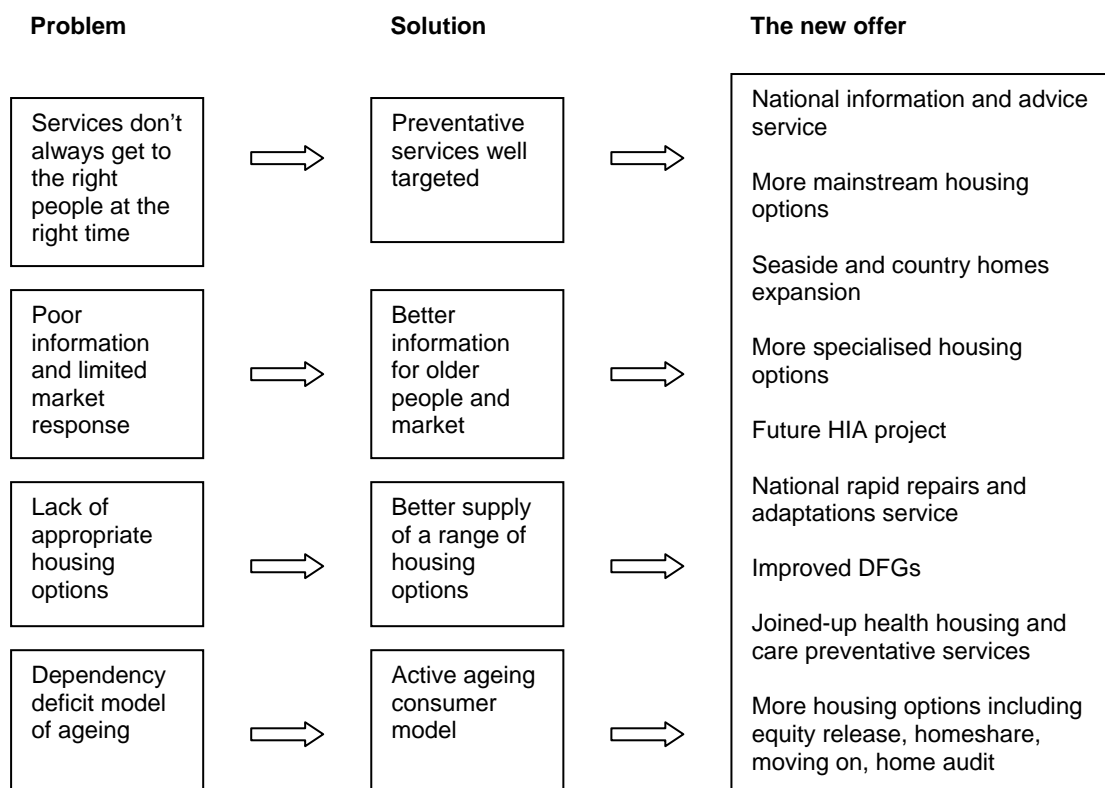 Problem
Solution
The new offer
Services don't
always get to
the right
people at the
right time
Preventative
services well
targeted
Poor
information
and limited
market
response
Better
information
for older
people and
market
Lack of
appropriate
housing
options
Better supply
of a range of
housing
options
Dependency
deficit model
of ageing
Active ageing
consumer
model
National information and advice
service
More mainstream housing
options
Seaside and country homes
expansion
More specialised housing
options
Future HIA project
National rapid repairs and
adaptations service
Improved DFGs
Joined-up health housing and
care preventative services
More housing options including
equity release, homeshare,
moving on, home audit